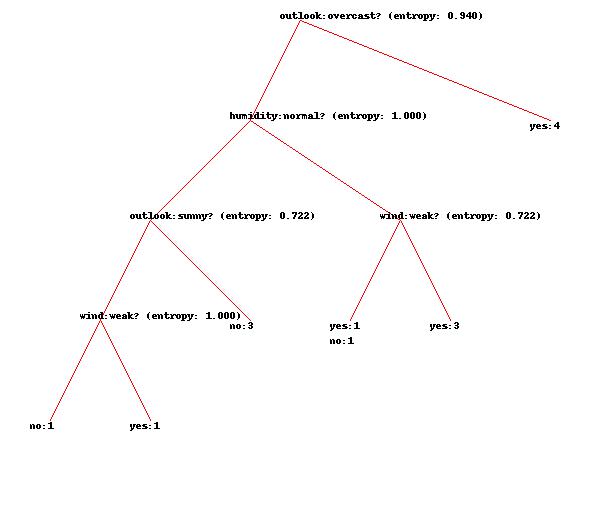 outlook:overcast? (entropy: 0.940)
humidity:normal? (entropy: 1.000)
yes:4
outlook:sunny? (entropy: 0.722)
wind:weak? (entropy: 0.722)
wind:weak? (entropy: 1.000)
no:3
yes:1
no:1
yes:3
no:1
yes:1